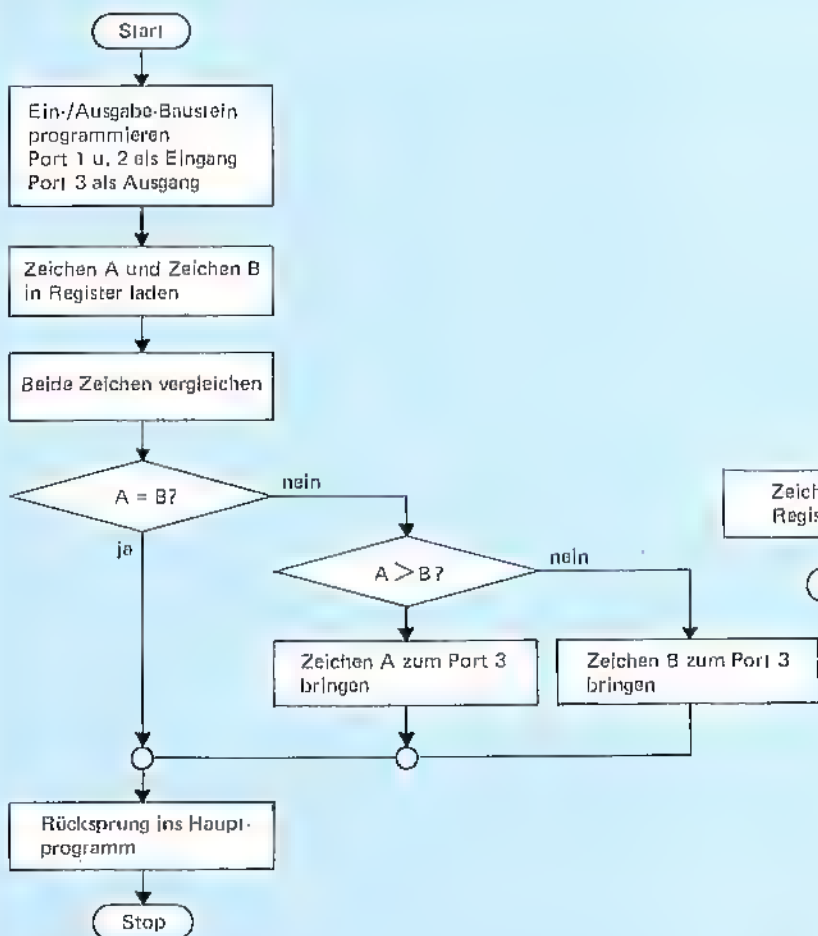 Start
Ein-/Ausgabe-Baustein
programmieren
Port 1 u. 2 als Eingang
Port 3 als Ausgang
Zeichen A und Zeichen B
in Register laden
Beide Zeichen vergleichen
A = B?
nein
ja
A > B?
nein
Zeichen A zum Port 3
bringen
Zeichen B zum Port 3
bringen
Rücksprung ins Haupt-
programm
Stop